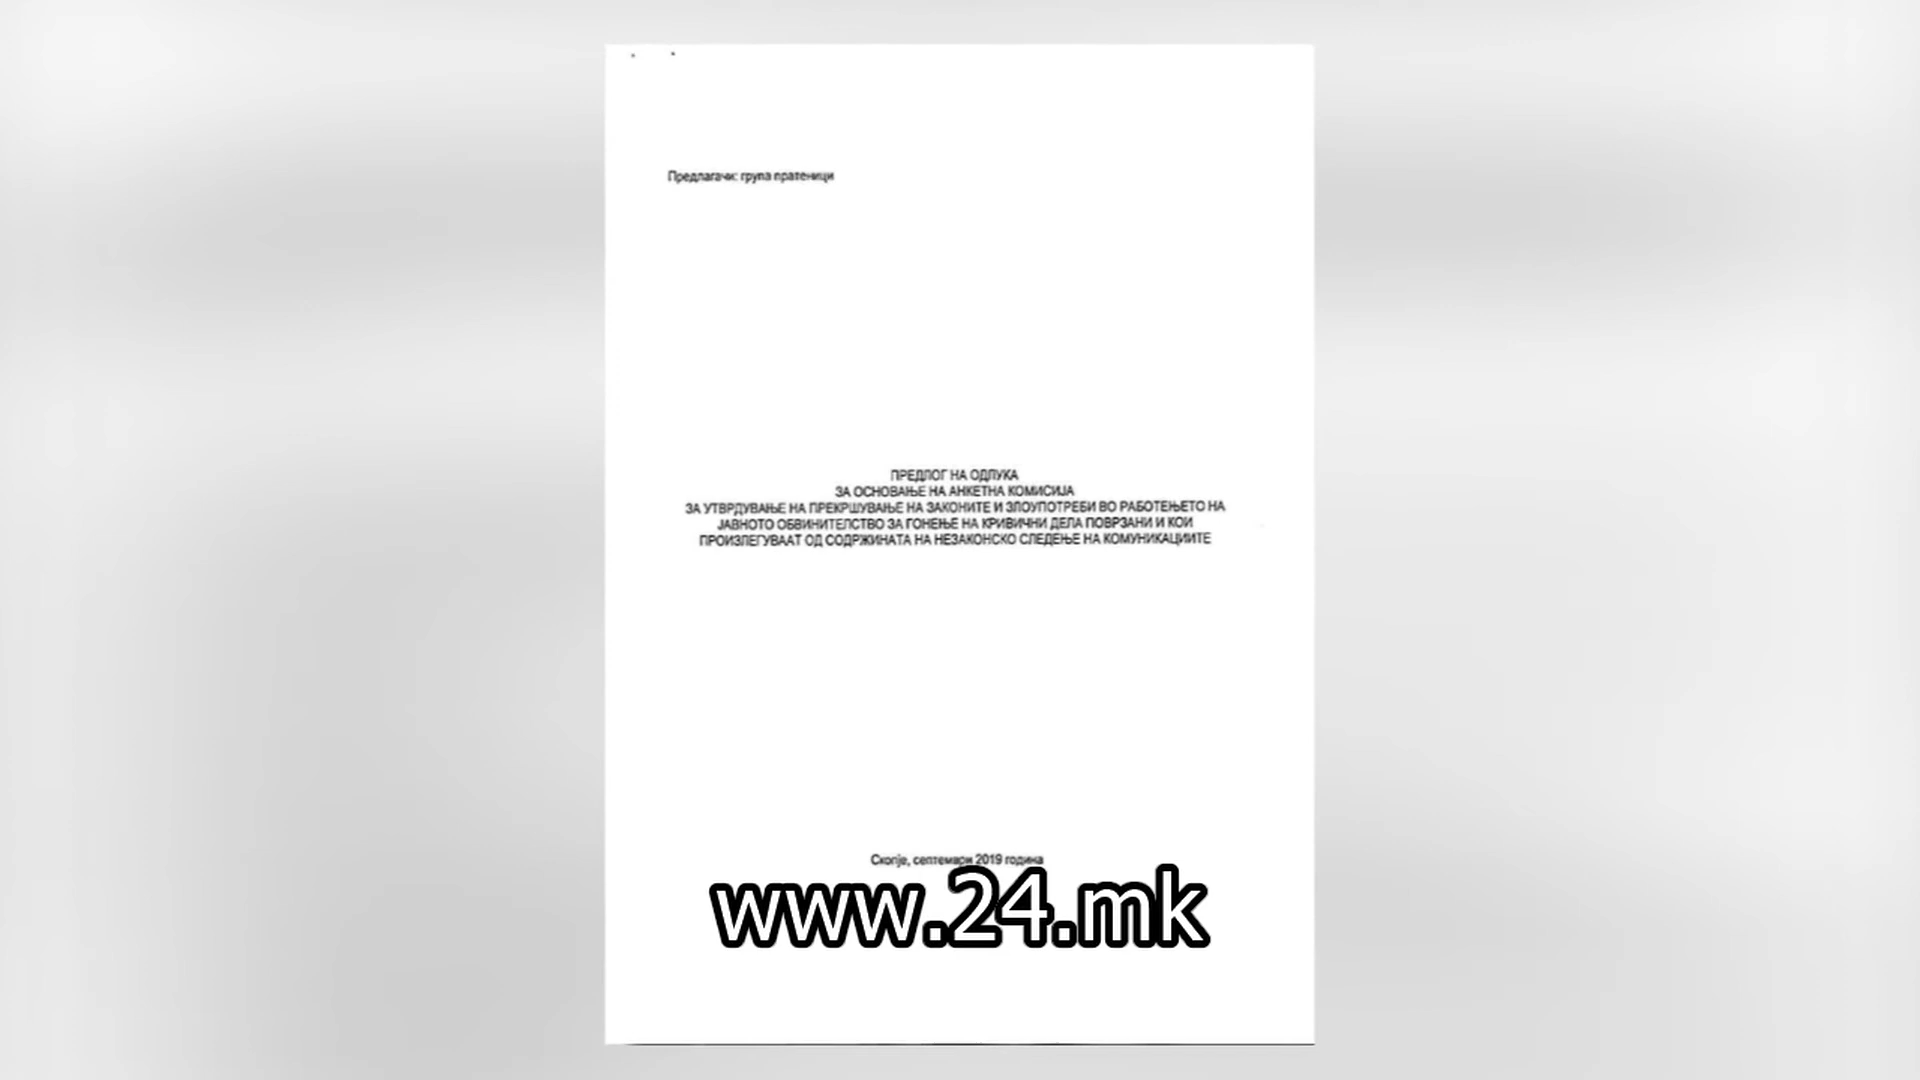 Предлагачи: група пратеници
ПРЕДЛОГ НА ОДЛУКА
ЗА ОСНОВАЊЕ НА АНКЕТНА КОМИСИЈА
ЗА УТВРДУВАЊЕ НА ПРЕКРШУВАЊЕ НА ЗАКОНИТЕ И ЗЛОУПОТРЕБИ ВО РАБОТЕЊЕТО НА
ЈАВНОТО ОБВИНИТЕЛСТВО ЗА ГОНЕЊЕ НА КРИВИЧНИ ДЕЛА ПОВРЗАНИ И КОИ
ПРОИЗЛЕГУВААТ ОД СОДРЖИНАТА НА НЕЗАКОНСКО СЛЕДЕЊЕ НА КОМУНИКАЦИИТЕ
Скопје, септември 2019 година
www.24.mk